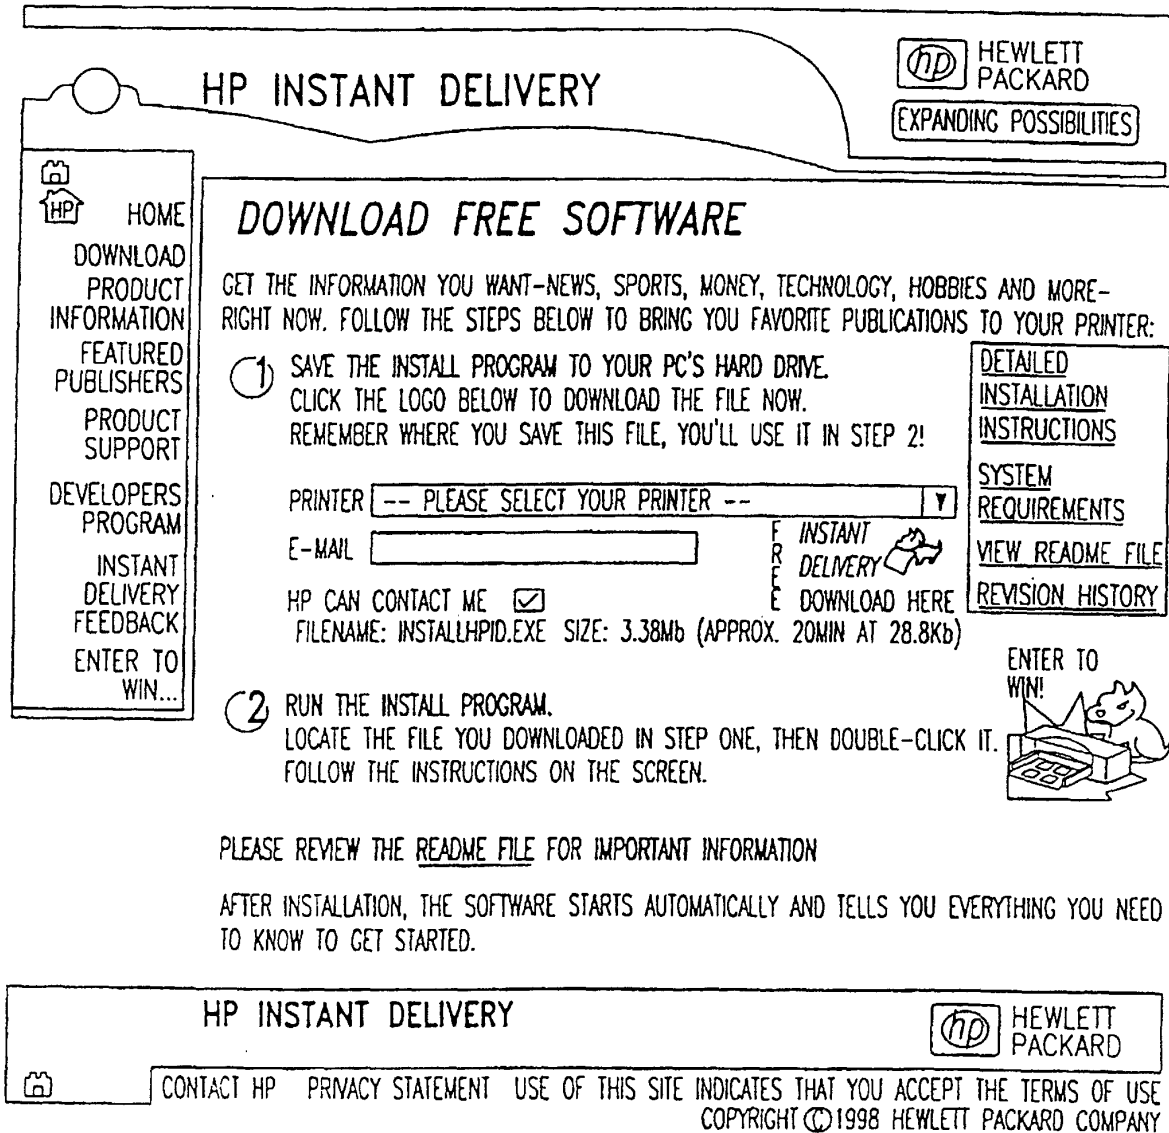 HP INSTANT DELIVERY
hp HEWLETT
PACKARD
EXPANDING POSSIBILITIES
HP HOME
DOWNLOAD
PRODUCT
INFORMATION
FEATURED
PUBLISHERS
PRODUCT
SUPPORT
DEVELOPERS
PROGRAM
INSTANT
DELIVERY
FEEDBACK
ENTER TO
WIN...
DOWNLOAD FREE SOFTWARE
GET THE INFORMATION YOU WANT-NEWS, SPORTS, MONEY, TECHNOLOGY, HOBBIES AND MORE-
RIGHT NOW. FOLLOW THE STEPS BELOW TO BRING YOU FAVORITE PUBLICATIONS TO YOUR PRINTER:
1 SAVE THE INSTALL PROGRAM TO YOUR PC'S HARD DRIVE.
CLICK THE LOGO BELOW TO DOWNLOAD THE FILE NOW.
REMEMBER WHERE YOU SAVE THIS FILE, YOU'LL USE IT IN STEP 2!
PRINTER -- PLEASE SELECT YOUR PRINTER --
E-MAIL
FREE
INSTANT
DELIVERY
DOWNLOAD HERE
HP CAN CONTACT ME
FILENAME: INSTALLHPID.EXE SIZE: 3.38Mb (APPROX. 20MIN AT 28.8Kb)
DETAILED
INSTALLATION
INSTRUCTIONS
SYSTEM
REQUIREMENTS
VIEW README FILE
REVISION HISTORY
ENTER TO
WIN!
2 RUN THE INSTALL PROGRAM.
LOCATE THE FILE YOU DOWNLOADED IN STEP ONE, THEN DOUBLE-CLICK IT.
FOLLOW THE INSTRUCTIONS ON THE SCREEN.
PLEASE REVIEW THE README FILE FOR IMPORTANT INFORMATION
AFTER INSTALLATION, THE SOFTWARE STARTS AUTOMATICALLY AND TELLS YOU EVERYTHING YOU NEED
TO KNOW TO GET STARTED.
HP INSTANT DELIVERY
hp HEWLETT
PACKARD
CONTACT HP PRIVACY STATEMENT USE OF THIS SITE INDICATES THAT YOU ACCEPT THE TERMS OF USE
COPYRIGHT © 1998 HEWLETT PACKARD COMPANY